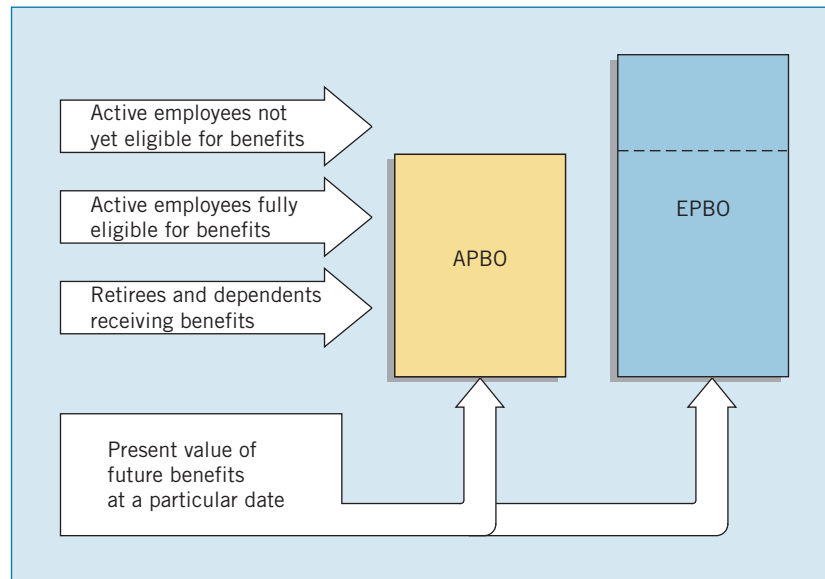 Active employees not
yet eligible for benefits
Active employees fully
eligible for benefits
Retirees and dependents
receiving benefits
APBO
EPBO
Present value of
future benefits
at a particular date